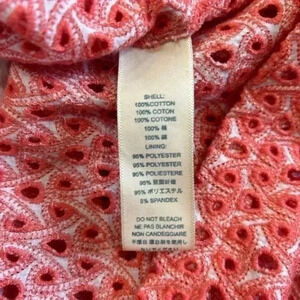 SHELL:
100%COTTON
100% COTON
100% COTONE
100% 棉
100% 綿
LINING:
95% POLYESTER
95% POLYESTER
95% POLIESTERE
95% 聚酯纖維
95% ポリエステル
5% SPANDEX
DO NOT BLEACH
NE PAS BLANCHIR
NON CANDEGGIARE